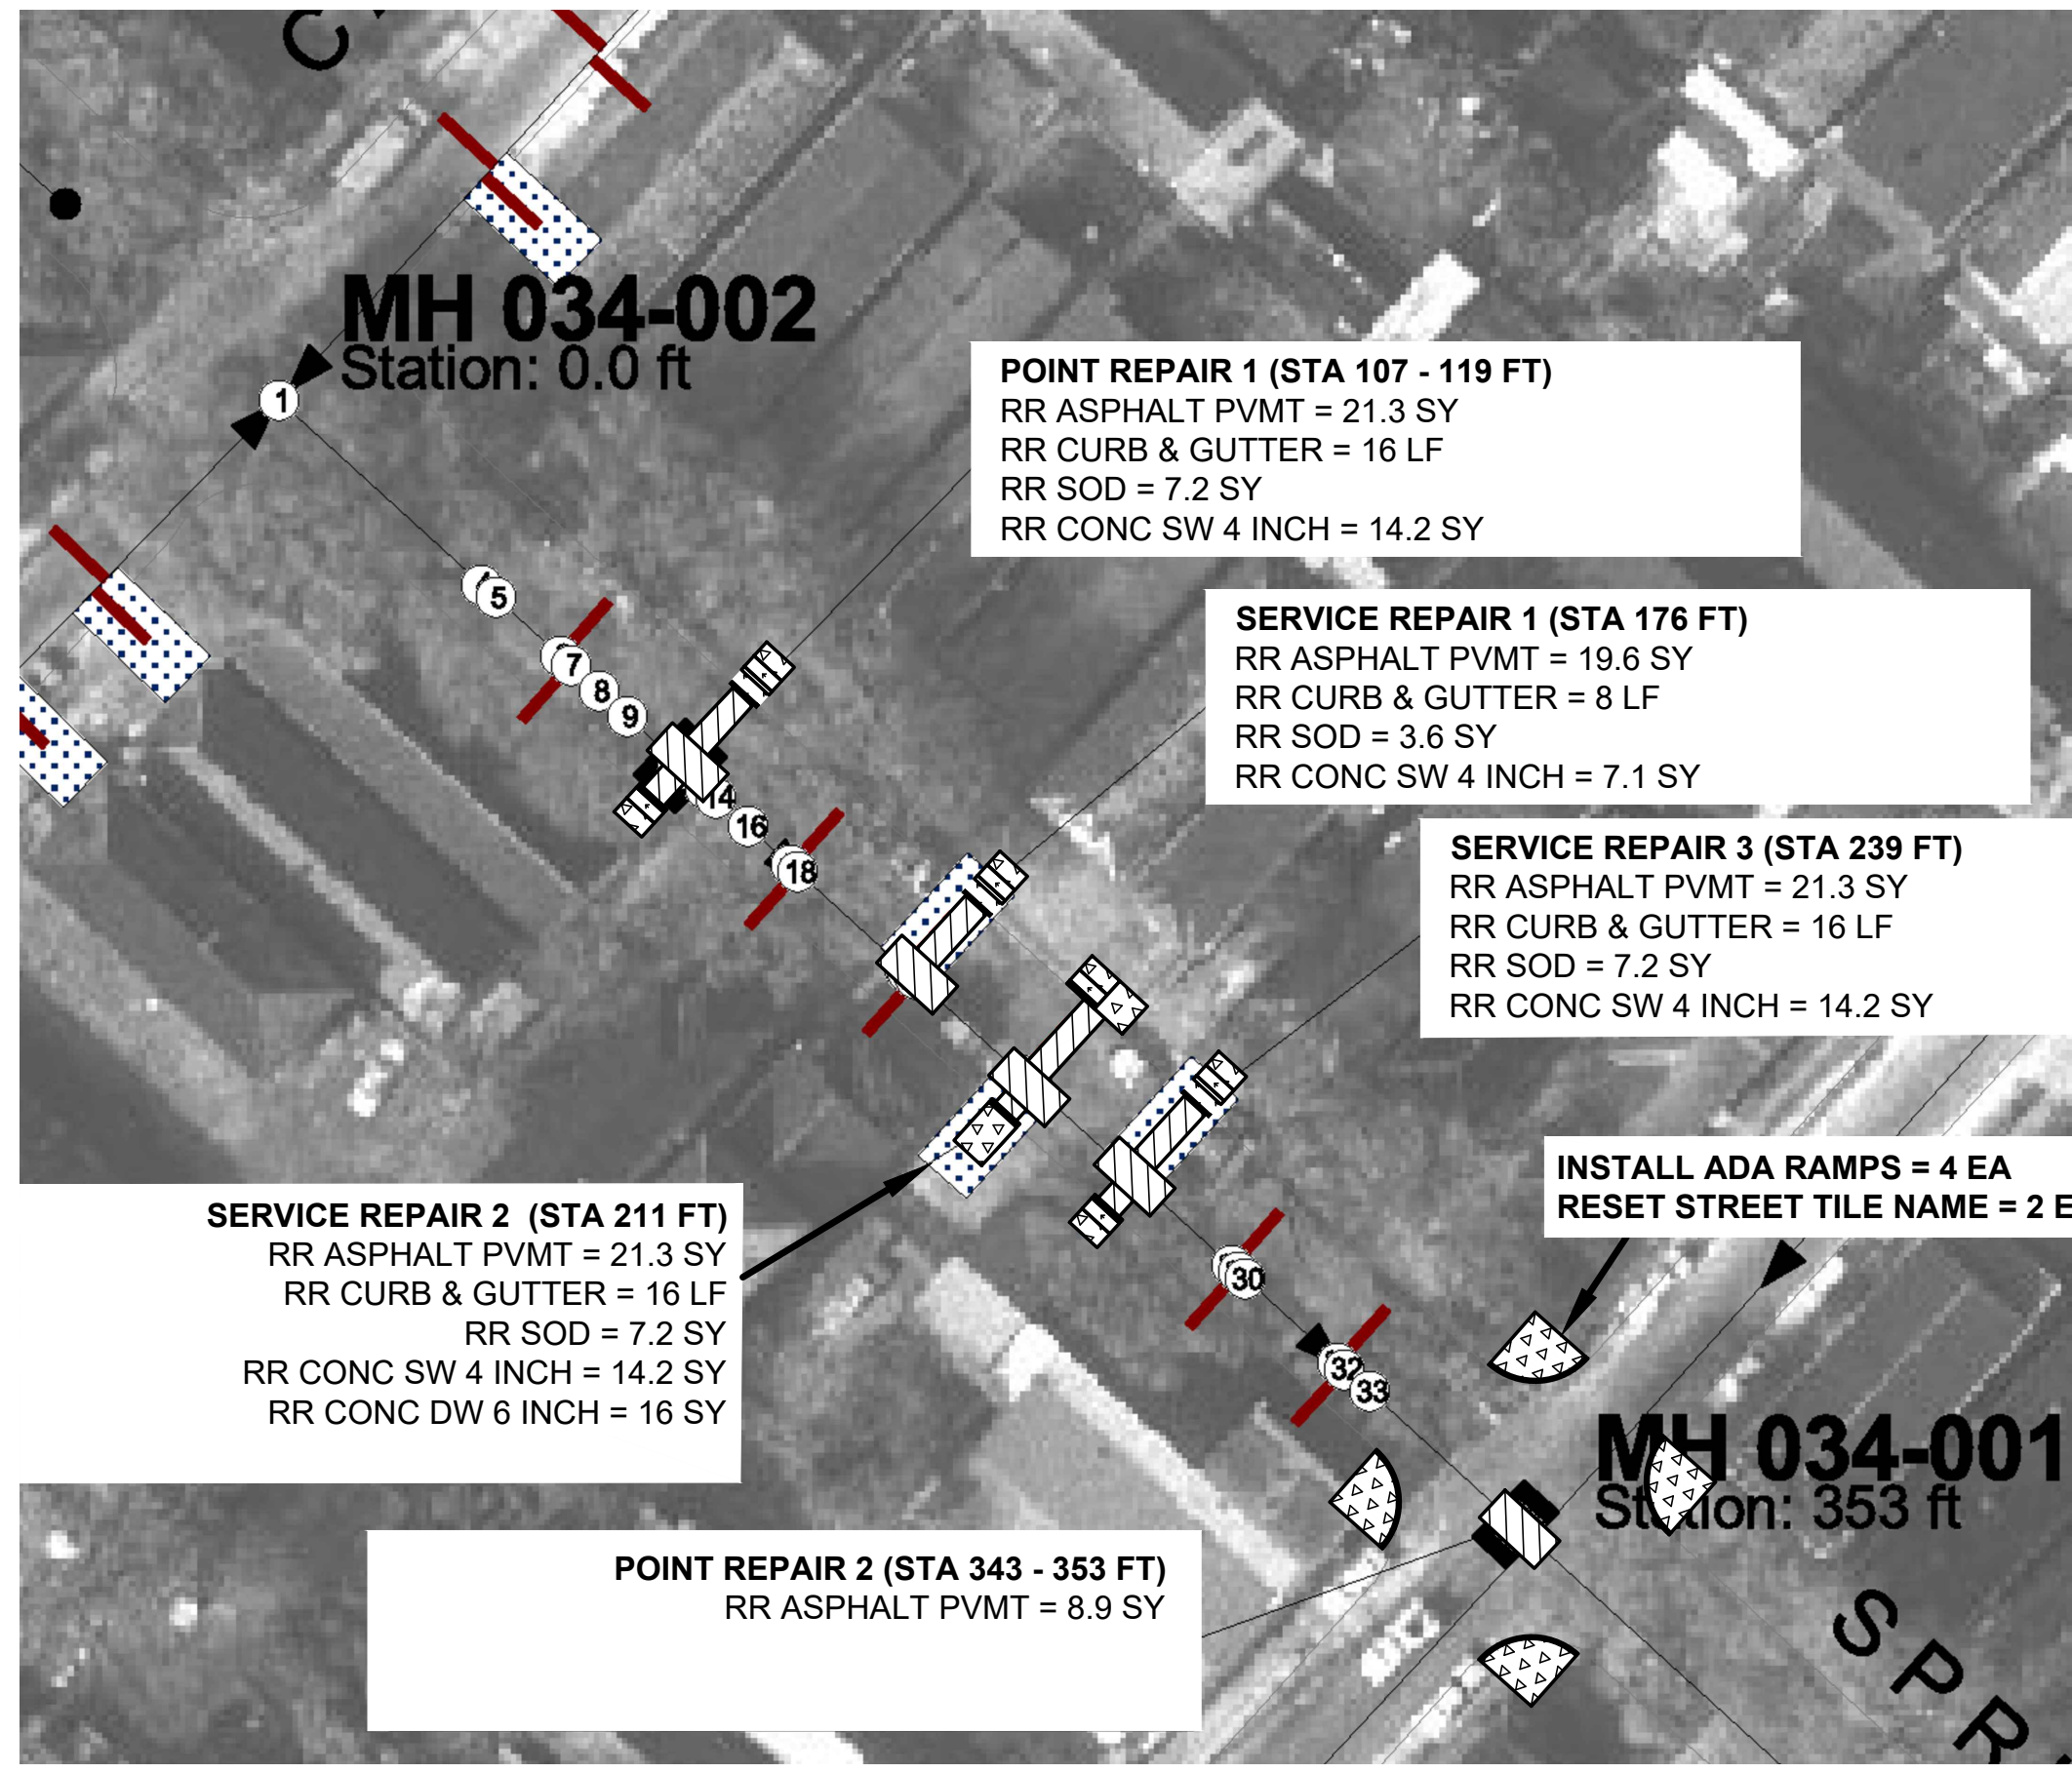 C
MH 034-002
Station: 0.0 ft
1
POINT REPAIR 1 (STA 107 - 119 FT)
RR ASPHALT PVMT = 21.3 SY
RR CURB & GUTTER = 16 LF
RR SOD = 7.2 SY
RR CONC SW 4 INCH = 14.2 SY
5
7
8
9
14
16
18
SERVICE REPAIR 1 (STA 176 FT)
RR ASPHALT PVMT = 19.6 SY
RR CURB & GUTTER = 8 LF
RR SOD = 3.6 SY
RR CONC SW 4 INCH = 7.1 SY
SERVICE REPAIR 3 (STA 239 FT)
RR ASPHALT PVMT = 21.3 SY
RR CURB & GUTTER = 16 LF
RR SOD = 7.2 SY
RR CONC SW 4 INCH = 14.2 SY
INSTALL ADA RAMPS = 4 EA
RESET STREET TILE NAME = 2 E
SERVICE REPAIR 2 (STA 211 FT)
RR ASPHALT PVMT = 21.3 SY
RR CURB & GUTTER = 16 LF
RR SOD = 7.2 SY
RR CONC SW 4 INCH = 14.2 SY
RR CONC DW 6 INCH = 16 SY
30
32
33
MH 034-001
Station: 353 ft
POINT REPAIR 2 (STA 343 - 353 FT)
RR ASPHALT PVMT = 8.9 SY
SPR